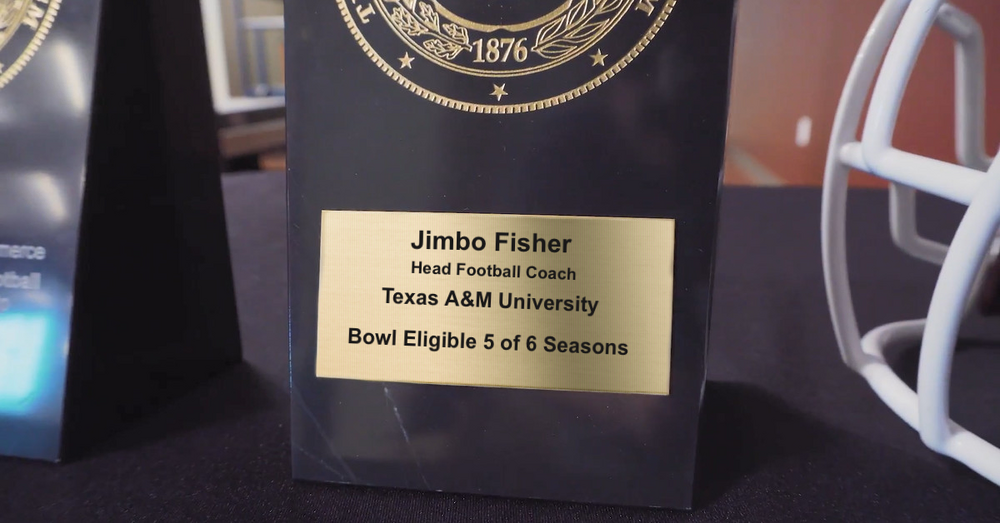 1876
Jimbo Fisher
Head Football Coach
Texas A&M University
Bowl Eligible 5 of 6 Seasons